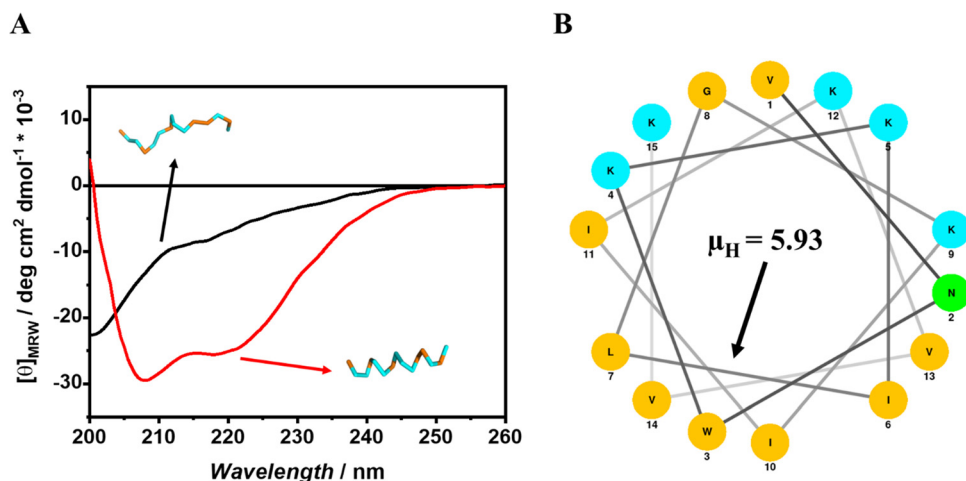 A
B
[θ]MRW / deg cm² dmol⁻¹ * 10⁻³
10
0
-10
-20
-30
200
210
220
230
240
250
260
Wavelength / nm
V
1
K
12
K
5
K
9
N
2
V
13
I
6
I
10
W
3
V
14
L
7
I
11
K
4
K
15
G
8
μH = 5.93